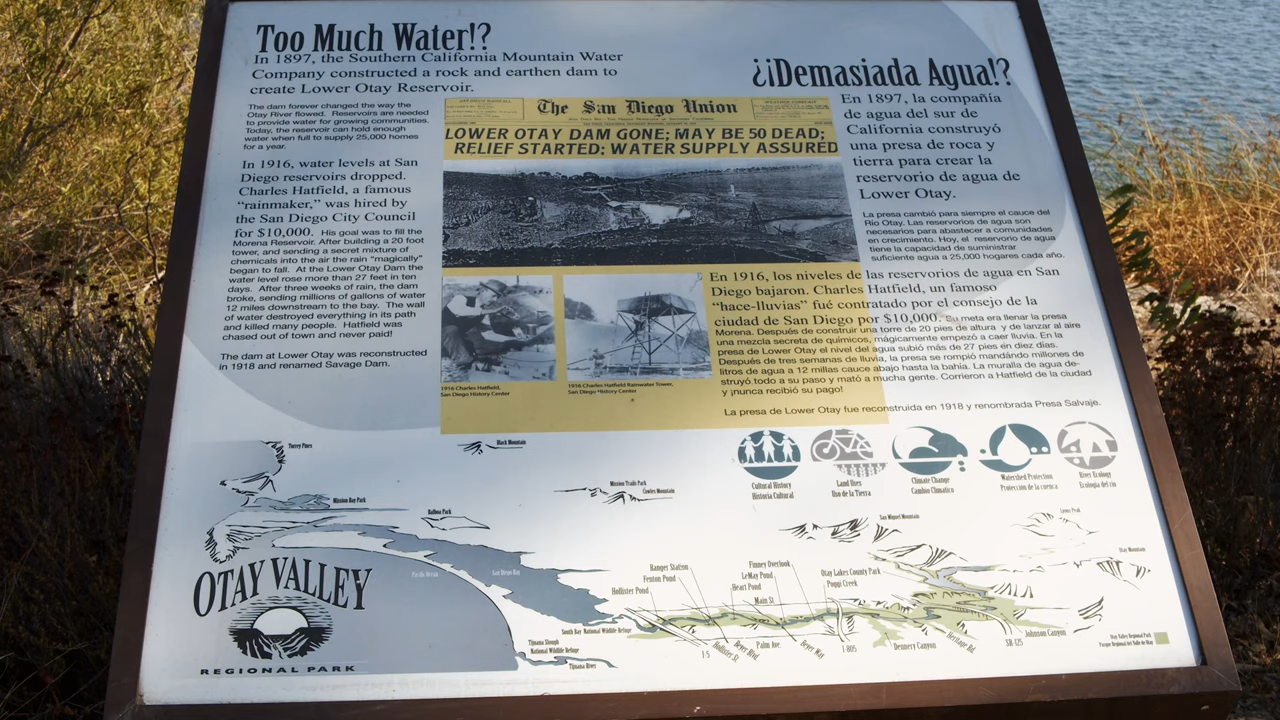 Too Much Water!?
In 1897, the Southern California Mountain Water
Company constructed a rock and earthen dam to
create Lower Otay Reservoir.
The dam forever changed the way the
Otay River flowed. Reservoirs are needed
to provide water for growing communities.
Today, the reservoir can hold enough
water when full to supply 25,000 homes
for a year.
In 1916, water levels at San
Diego reservoirs dropped.
Charles Hatfield, a famous
“rainmaker,” was hired by
the San Diego City Council
for $10,000. His goal was to fill the
Morena Reservoir. After building a 20 foot
tower, and sending a secret mixture of
chemicals into the air the rain “magically”
began to fall. At the Lower Otay Dam the
water level rose more than 27 feet in ten
days. After three weeks of rain, the dam
broke, sending millions of gallons of water
12 miles downstream to the bay. The wall
of water destroyed everything in its path
and killed many people. Hatfield was
chased out of town and never paid!
The dam at Lower Otay was reconstructed
in 1918 and renamed Savage Dam.
The San Diego Union
LOWER OTAY DAM GONE; MAY BE 50 DEAD;
RELIEF STARTED; WATER SUPPLY ASSURED
1916 Charles Hatfield,
San Diego History Center
1916 Charles Hatfield Rainwater Tower,
San Diego History Center
¿¡Demasiada Agua!?
En 1897, la compañía
de agua del sur de
California construyó
una presa de roca y
tierra para crear la
reservorio de agua de
Lower Otay.
La presa cambió para siempre el cauce del
Río Otay. Las reservorios de agua son
necesarios para abastecer a comunidades
en crecimiento. Hoy, el reservorio de agua
tiene la capacidad de suministrar
suficiente agua a 25,000 hogares cada año.
En 1916, los niveles de las reservorios de agua en San
Diego bajaron. Charles Hatfield, un famoso
“hace-lluvias” fué contratado por el consejo de la
ciudad de San Diego por $10,000. Su meta era llenar la presa
Morena. Después de construir una torre de 20 pies de altura y de lanzar al aire
una mezcla secreta de químicos, mágicamente empezó a caer lluvia. En la
presa de Lower Otay el nivel del agua subió más de 27 pies en diez días.
Después de tres semanas de lluvia, la presa se rompió mandándo millones de
litros de agua a 12 millas cauce abajo hasta la bahía. La muralla de agua de-
struyó todo a su paso y mató a mucha gente. Corrieron a Hatfield de la ciudad
y ¡nunca recibió su pago!
La presa de Lower Otay fue reconstruida en 1918 y renombrada Presa Salvaje.
Cultural History
Historia Cultural
Land Uses
Uso de la Tierra
Climate Change
Cambio Climatico
Watershed Protection
Protección de la cuenca
River Ecology
Ecologia del rio
Torrey Pines
Black Mountain
Mission Bay Park
Mission Trails Park
Cowles Mountain
Balboa Park
San Miguel Mountain
Lyons Peak
Otay Mountain
Pacific Ocean
San Diego Bay
Ranger Station
Fenton Pond
Hollister Pond
Finney Overlook
LeMay Pond
Heart Pond
Main St
Otay Lakes County Park
Poggi Creek
South Bay National Wildlife Refuge
Tijuana Slough
National Wildlife Refuge
Tijuana River
I-5
Hollister St
Beyer Blvd.
Palm Ave.
Beyer Way
I 805
Dennery Canyon
Heritage Rd.
SR-125
Johnson Canyon
Otay Valley Regional Park
Parque Regional del Valle de Otay
OTAY VALLEY
REGIONAL PARK